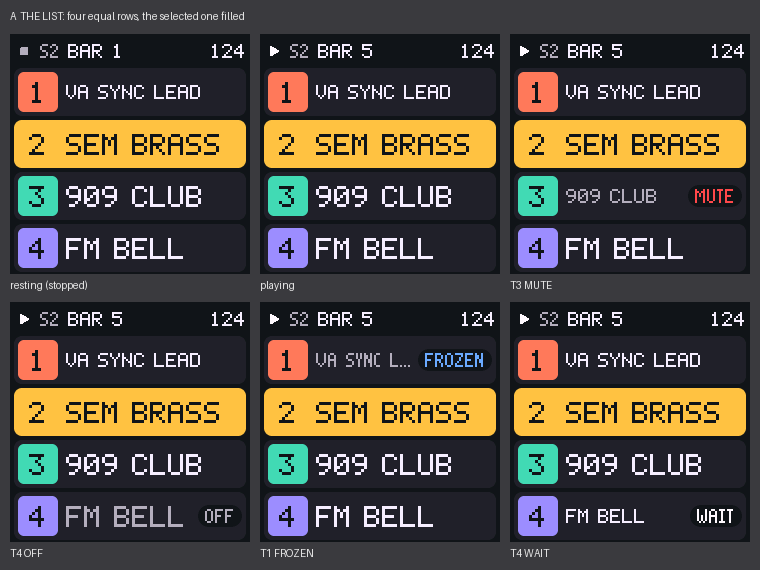 A THE LIST: four equal rows, the selected one filled
S2 BAR 1 124
1 VA SYNC LEAD
2 SEM BRASS
3 909 CLUB
4 FM BELL
resting (stopped)
S2 BAR 5 124
1 VA SYNC LEAD
2 SEM BRASS
3 909 CLUB
4 FM BELL
playing
S2 BAR 5 124
1 VA SYNC LEAD
2 SEM BRASS
3 909 CLUB MUTE
4 FM BELL
T3 MUTE
S2 BAR 5 124
1 VA SYNC LEAD
2 SEM BRASS
3 909 CLUB
4 FM BELL OFF
T4 OFF
S2 BAR 5 124
1 VA SYNC L... FROZEN
2 SEM BRASS
3 909 CLUB
4 FM BELL
T1 FROZEN
S2 BAR 5 124
1 VA SYNC LEAD
2 SEM BRASS
3 909 CLUB
4 FM BELL WAIT
T4 WAIT